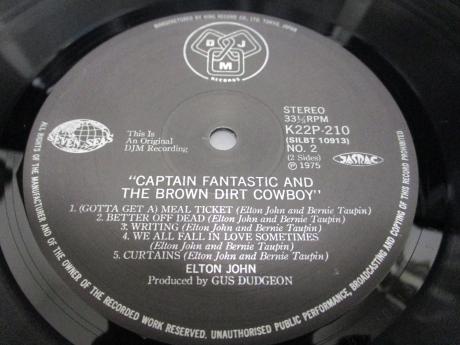 MANUFACTURED BY KING RECORD CO. LTD. TOKYO, JAPAN
DJM
RECORDS
STEREO
33⅓RPM
K22P-210
(SILBT 10913)
NO. 2
(2 Sides)
Ⓟ1975
JASRAC
SEVEN SEAS
This Is
An Original
DJM Recording
"CAPTAIN FANTASTIC AND
THE BROWN DIRT COWBOY"
1. (GOTTA GET A) MEAL TICKET (Elton John and Bernie Taupin)
2. BETTER OFF DEAD (Elton John and Bernie Taupin)
3. WRITING (Elton John and Bernie Taupin)
4. WE ALL FALL IN LOVE SOMETIMES
(Elton John and Bernie Taupin)
5. CURTAINS (Elton John and Bernie Taupin)
ELTON JOHN
Produced by GUS DUDGEON
ALL RIGHTS OF THE MANUFACTURER AND OF THE OWNER OF THE RECORDED WORK RESERVED. UNAUTHORISED PUBLIC PERFORMANCE, BROADCASTING AND COPYING OF THIS RECORD PROHIBITED.